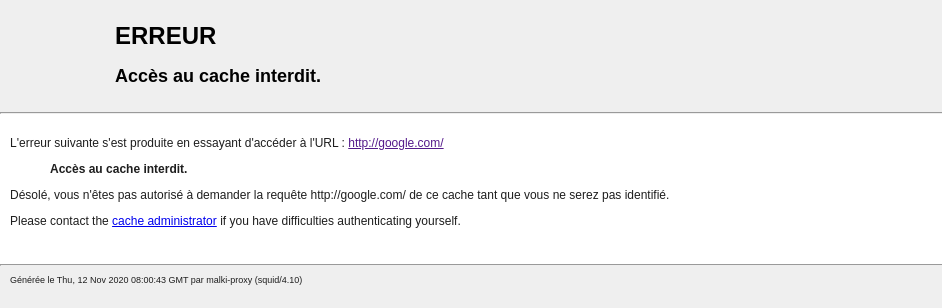 ERREUR
Accès au cache interdit.
L'erreur suivante s'est produite en essayant d'accéder à l'URL : http://google.com/
Accès au cache interdit.
Désolé, vous n'êtes pas autorisé à demander la requête http://google.com/ de ce cache tant que vous ne serez pas identifié.
Please contact the cache administrator if you have difficulties authenticating yourself.
Générée le Thu, 12 Nov 2020 08:00:43 GMT par malki-proxy (squid/4.10)